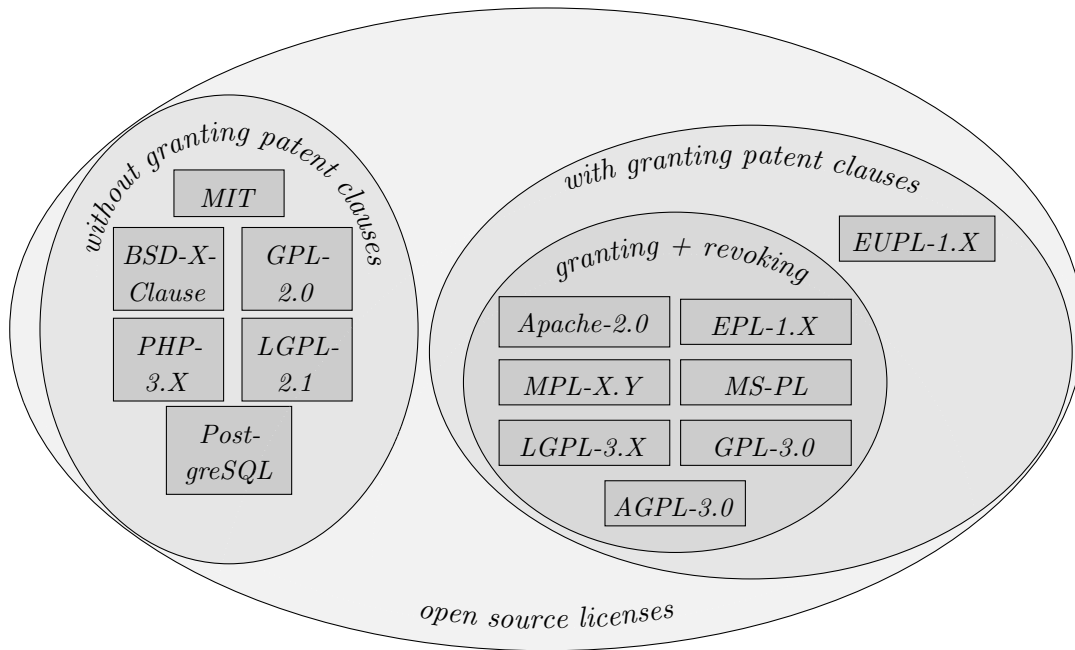 without granting patent clauses
MIT
BSD-X-
Clause
GPL-
2.0
PHP-
3.X
LGPL-
2.1
Post-
greSQL
with granting patent clauses
EUPL-1.X
granting + revoking
Apache-2.0
EPL-1.X
MPL-X.Y
MS-PL
LGPL-3.X
GPL-3.0
AGPL-3.0
open source licenses